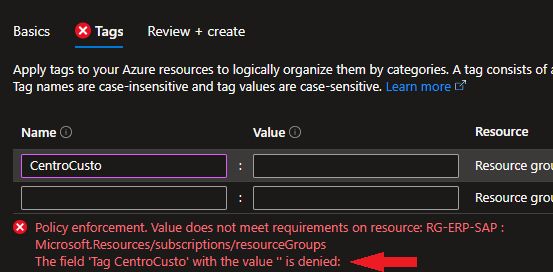 Basics Tags Review + create
Apply tags to your Azure resources to logically organize them by categories. A tag consists of
Tag names are case-insensitive and tag values are case-sensitive. Learn more
Name Value Resource
CentroCusto : Resource grou
: Resource grou
Policy enforcement. Value does not meet requirements on resource: RG-ERP-SAP :
Microsoft.Resources/subscriptions/resourceGroups
The field 'Tag CentroCusto' with the value '' is denied: